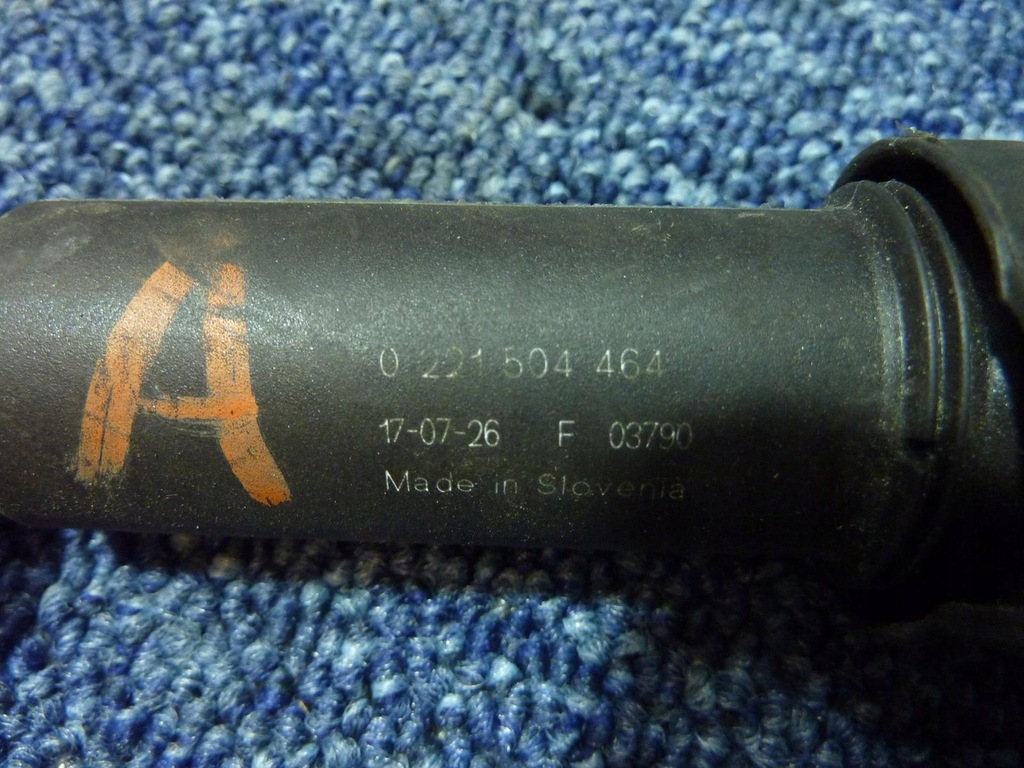 A
0 221 504 464
17-07-26 F 03790
Made in Slovenia